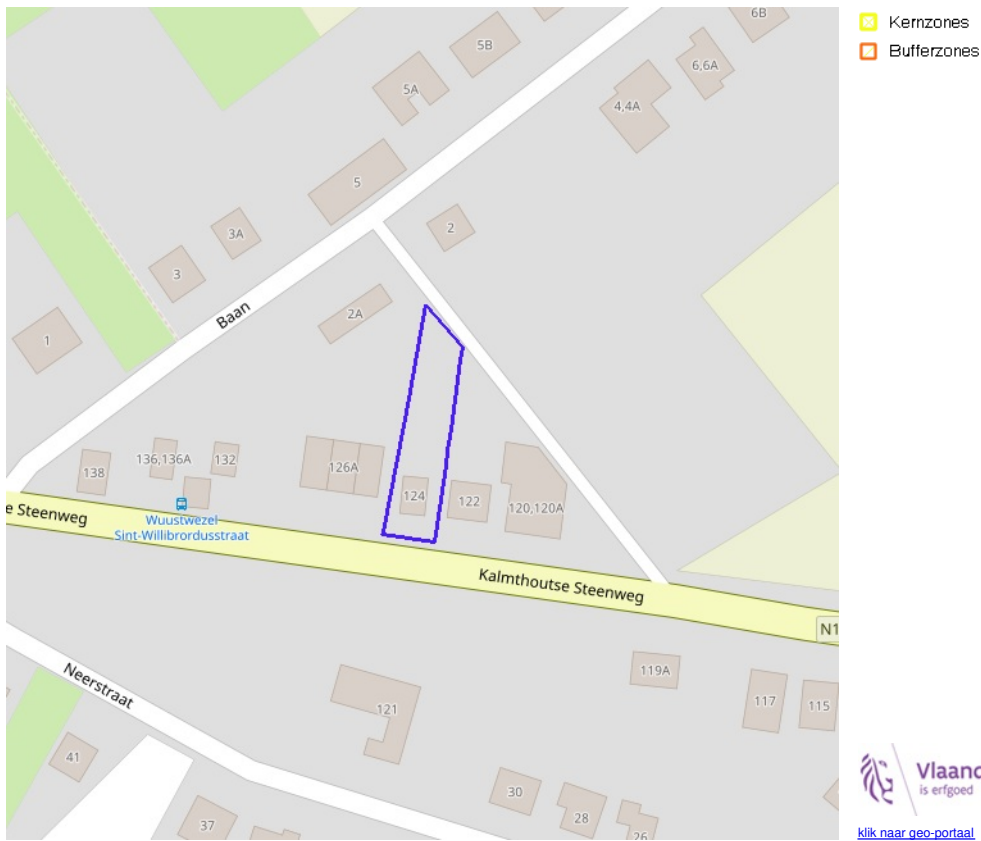 6B
5B
6,6A
5A
4,4A
5
2
3A
3
Baan
2A
1
136,136A
132
126A
138
124
122
120,120A
e Steenweg
Wuustwezel
Sint-Willibrordusstraat
Kalmthoutse Steenweg
N1
Neerstraat
119A
117
115
121
41
30
28
26
37
Kernzones
Bufferzones
Vlaand
is erfgoed
klik naar geo-portaal